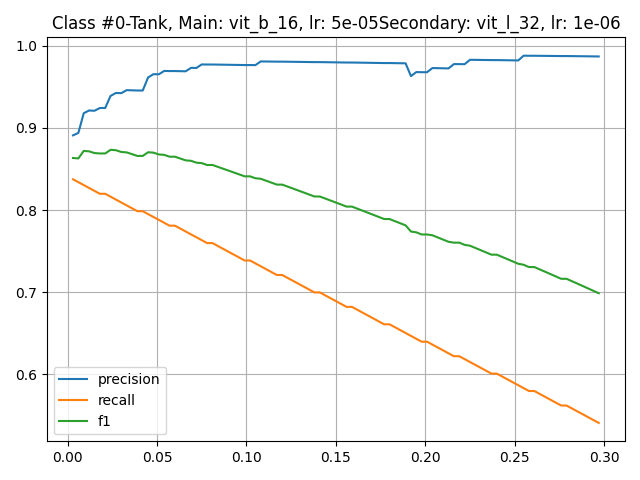 Class #0-Tank, Main: vit_b_16, lr: 5e-05Secondary: vit_l_32, lr: 1e-06
1.0
0.9
0.8
0.7
0.6
precision
recall
f1
0.00 0.05 0.10 0.15 0.20 0.25 0.30